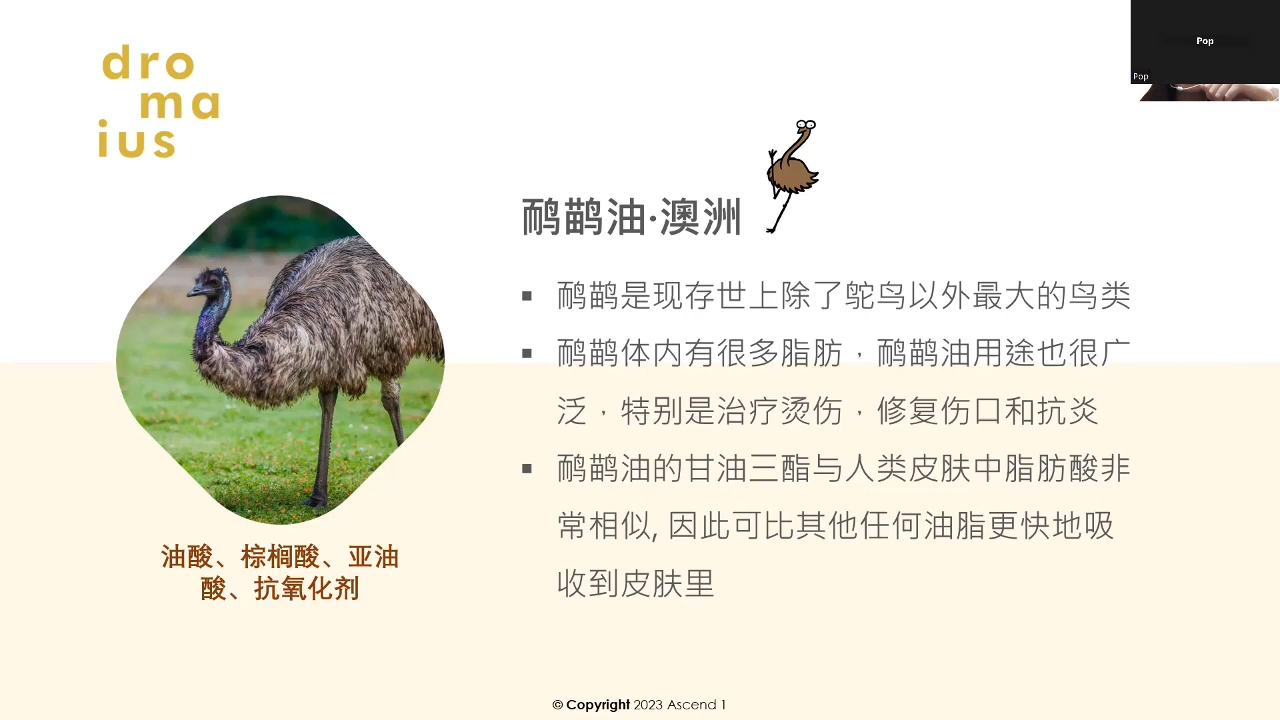 dro
ma
ius
Pop
Pop
鸸鹋油·澳洲
▪ 鸸鹋是现存世上除了鸵鸟以外最大的鸟类
▪ 鸸鹋体内有很多脂肪，鸸鹋油用途也很广
泛，特别是治疗烫伤，修复伤口和抗炎
▪ 鸸鹋油的甘油三酯与人类皮肤中脂肪酸非
常相似, 因此可比其他任何油脂更快地吸
收到皮肤里
油酸、棕榈酸、亚油
酸、抗氧化剂
© Copyright 2023 Ascend 1